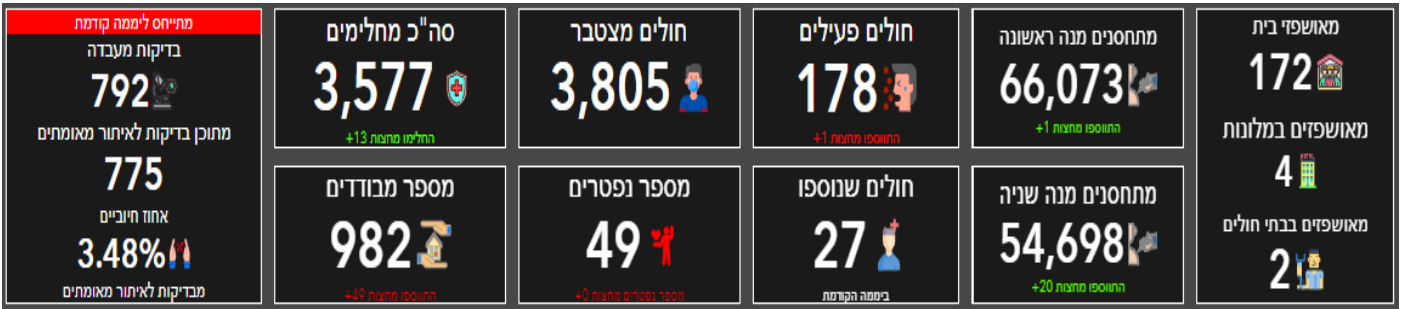 מאושפזי בית
172
מאושפזים במלונות
4
מאושפזים בבתי חולים
2
מתחסנים מנה ראשונה
66,073
התווספו מחצות 1+
מתחסנים מנה שניה
54,698
התווספו מחצות 20+
חולים פעילים
178
התווספו מחצות 1+
חולים שנוספו
27
ביממה הקודמת
חולים מצטבר
3,805
מספר נפטרים
49
מספר נפטרים מחצות 0+
סה"כ מחלימים
3,577
החלימו מחצות 13+
מספר מבודדים
982
התווספו מחצות 49+
מתייחס ליממה קודמת
בדיקות מעבדה
792
מתוכן בדיקות לאיתור מאומתים
775
אחוז חיוביים
3.48%
מבדיקות לאיתור מאומתים